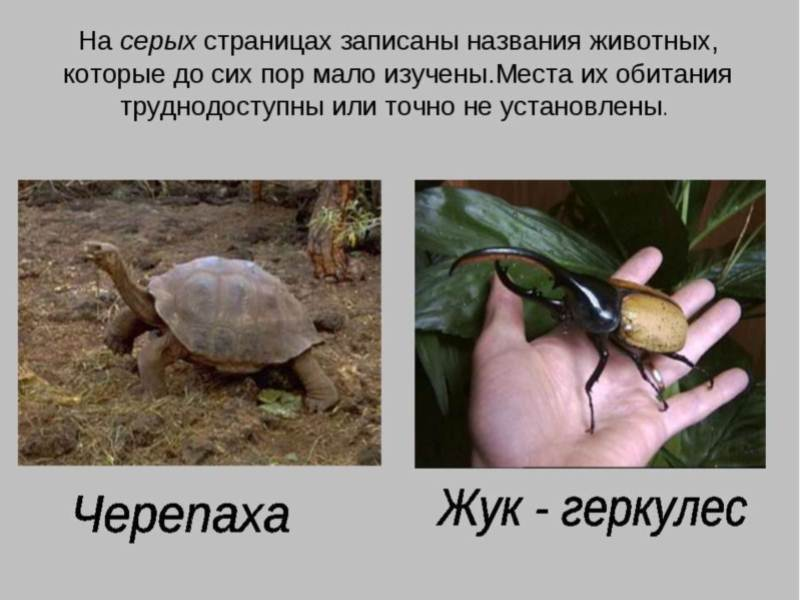 На серых страницах записаны названия животных,
которые до сих пор мало изучены.Места их обитания
труднодоступны или точно не установлены.
Черепаха
Жук - геркулес